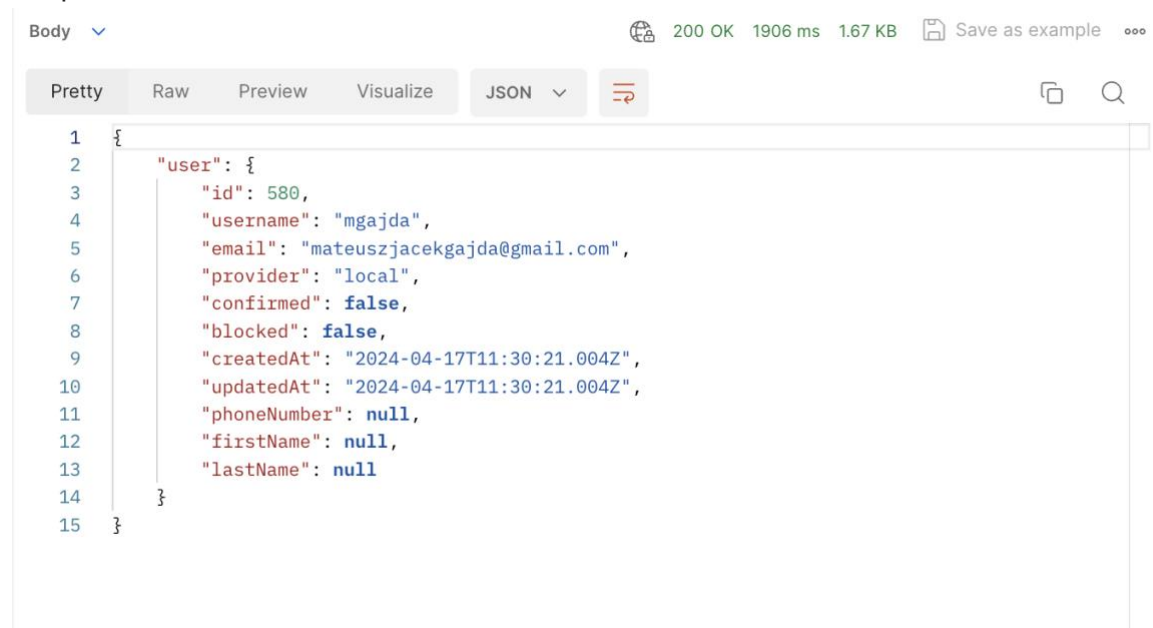 Body 200 OK 1906 ms 1.67 KB Save as example
Pretty Raw Preview Visualize JSON
1 {
2 "user": {
3 "id": 580,
4 "username": "mgajda",
5 "email": "mateuszjacekgajda@gmail.com",
6 "provider": "local",
7 "confirmed": false,
8 "blocked": false,
9 "createdAt": "2024-04-17T11:30:21.004Z",
10 "updatedAt": "2024-04-17T11:30:21.004Z",
11 "phoneNumber": null,
12 "firstName": null,
13 "lastName": null
14 }
15 }